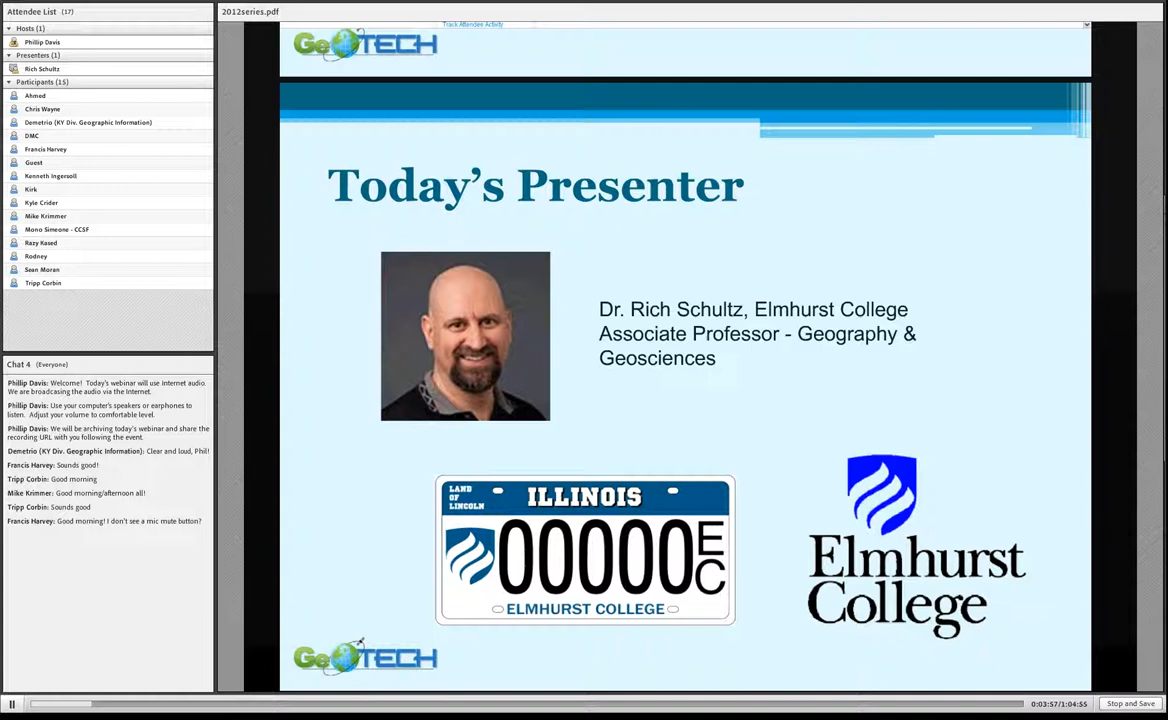 Attendee List (17)
Hosts (1)
Phillip Davis
Presenters (1)
Rich Schultz
Participants (15)
Ahmed
Chris Wayne
Demetrio (KY Div. Geographic Information)
DMC
Francis Harvey
Guest
Kenneth Ingersoll
Kirk
Kyle Crider
Mike Krimmer
Mono Simeone - CCSF
Razy Kased
Rodney
Sean Moran
Tripp Corbin
Chat 4 (Everyone)
Phillip Davis: Welcome! Today's webinar will use Internet audio.
We are broadcasting the audio via the Internet.
Phillip Davis: Use your computer's speakers or earphones to
listen. Adjust your volume to comfortable level.
Phillip Davis: We will be archiving today's webinar and share the
recording URL with you following the event.
Demetrio (KY Div. Geographic Information): Clear and loud, Phil!
Francis Harvey: Sounds good!
Tripp Corbin: Good morning
Mike Krimmer: Good morning/afternoon all!
Tripp Corbin: Sounds good
Francis Harvey: Good morning! I don't see a mic mute button?
2012series.pdf
Track Attendee Activity
GeoTECH
Today's Presenter
Dr. Rich Schultz, Elmhurst College
Associate Professor - Geography &
Geosciences
LAND
OF
LINCOLN
ILLINOIS
00000 EC
ELMHURST COLLEGE
Elmhurst
College
GeoTECH
0:03:57/1:04:55
Stop and Save